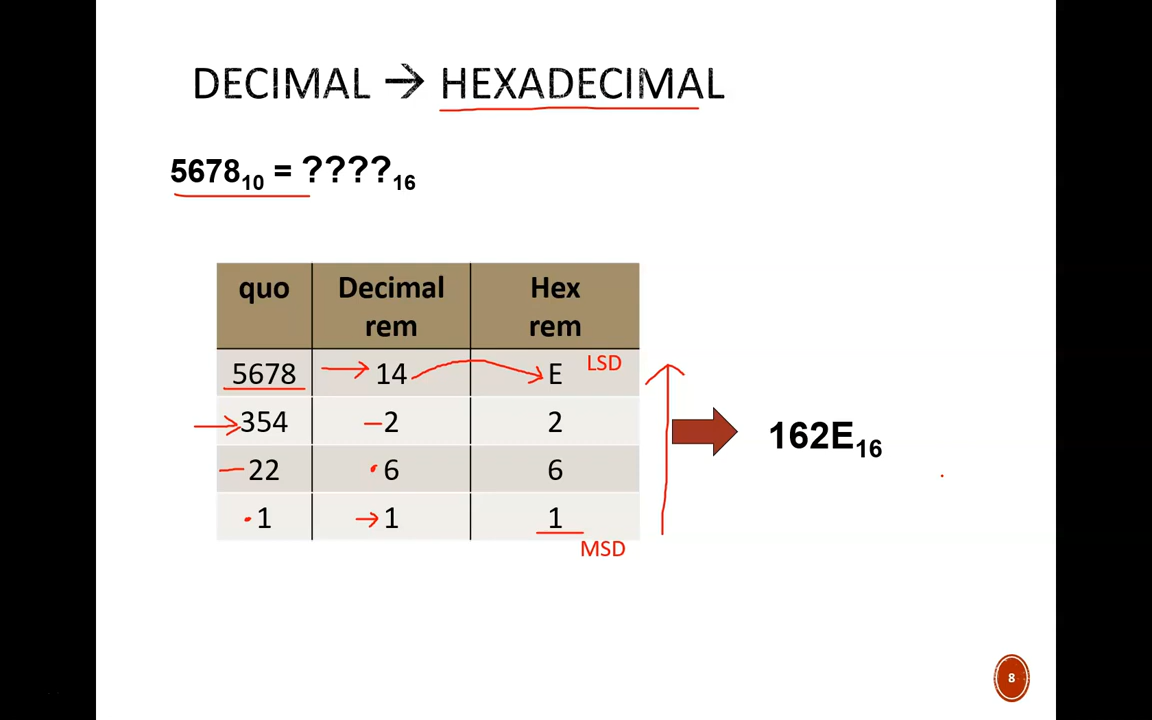 DECIMAL → HEXADECIMAL
5678₁₀ = ????₁₆
quo Decimal rem Hex rem
5678 14 E LSD
354 2 2
22 6 6
1 1 1
MSD
162E₁₆
8